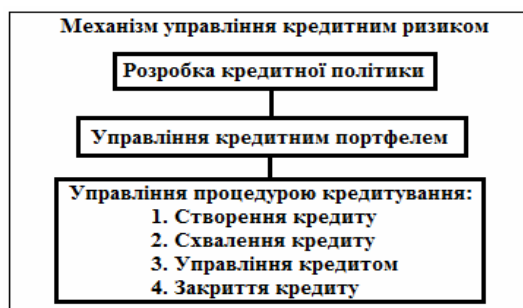 Механізм управління кредитним ризиком
Розробка кредитної політики
Управління кредитним портфелем
Управління процедурою кредитування:
1. Створення кредиту
2. Схвалення кредиту
3. Управління кредитом
4. Закриття кредиту